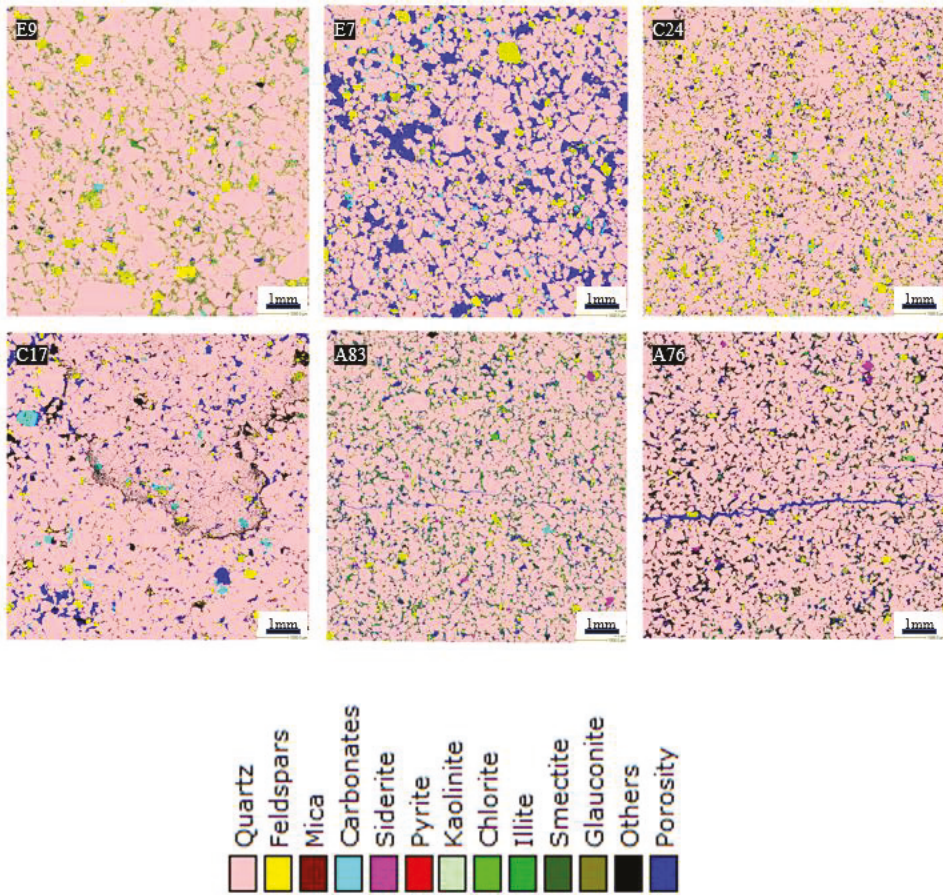 E9
E7
C24
1mm
1mm
1mm
C17
A83
A76
1mm
1mm
1mm
Quartz
Feldspars
Mica
Carbonates
Siderite
Pyrite
Kaolinite
Chlorite
Illite
Smectite
Glauconite
Others
Porosity